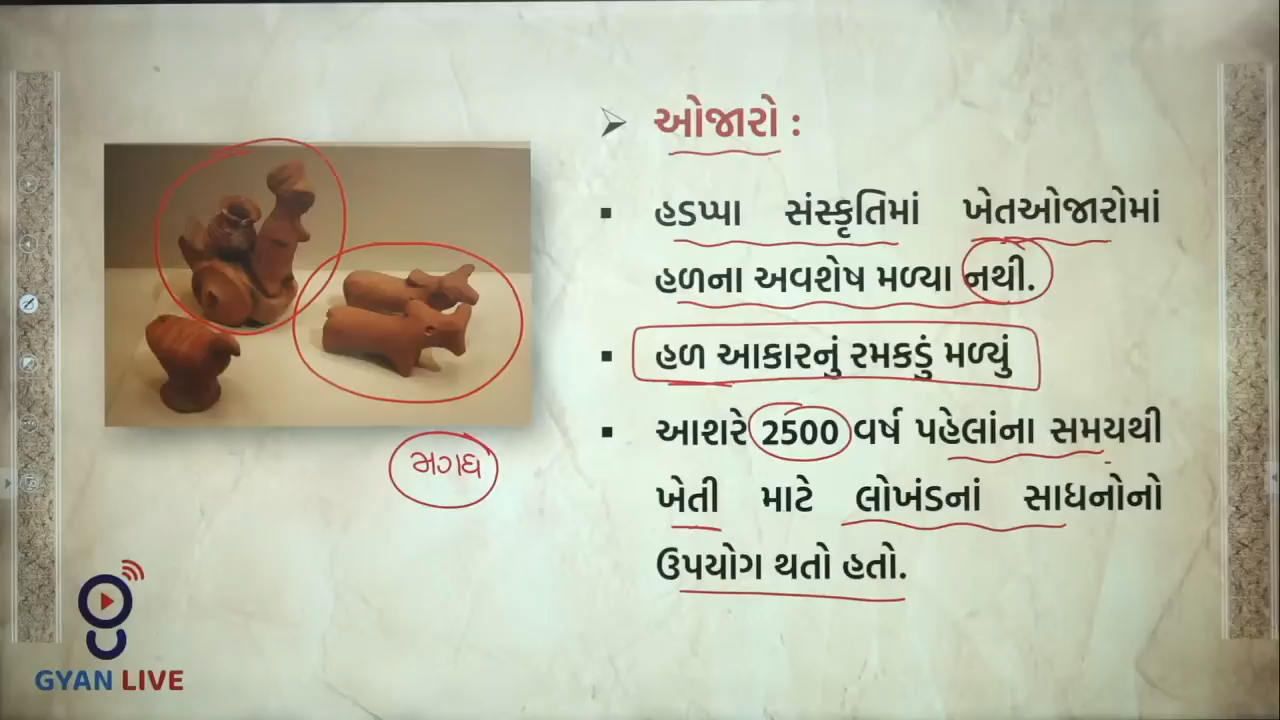 ઓજારો :
હડપ્પા સંસ્કૃતિમાં ખેતઓજારોમાં
હળના અવશેષ મળ્યા નથી.
હળ આકારનું રમકડું મળ્યું
આશરે 2500 વર્ષ પહેલાંના સમયથી
ખેતી માટે લોખંડનાં સાધનોનો
ઉપયોગ થતો હતો.
મગધ
GYAN LIVE